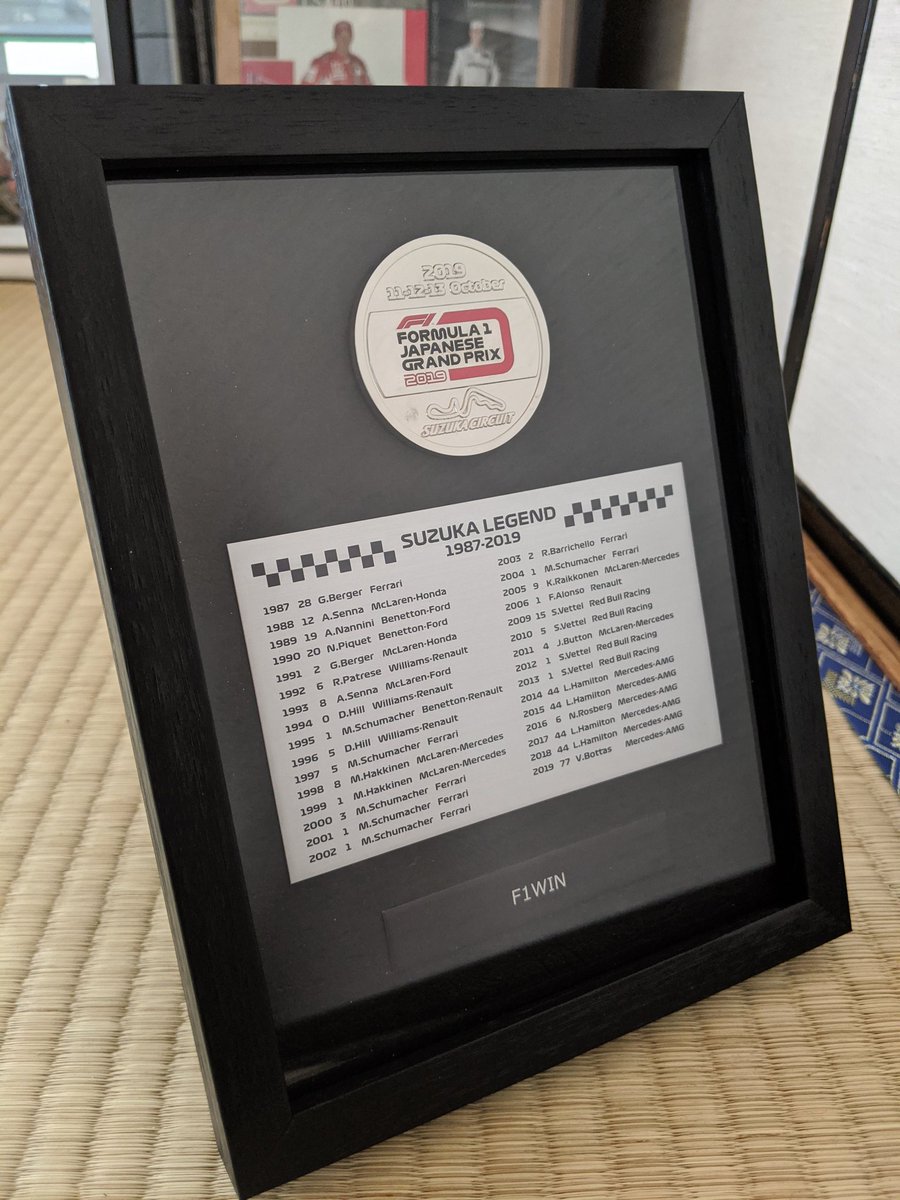 2019
11-12-13 October
F1
FORMULA 1
JAPANESE
GRAND PRIX
2019
SUZUKA CIRCUIT
SUZUKA LEGEND
1987-2019
1987 28 G.Berger Ferrari
1988 12 A.Senna McLaren-Honda
1989 19 A.Nannini Benetton-Ford
1990 20 N.Piquet Benetton-Ford
1991 2 G.Berger McLaren-Honda
1992 6 R.Patrese Williams-Renault
1993 8 A.Senna McLaren-Ford
1994 0 D.Hill Williams-Renault
1995 1 M.Schumacher Benetton-Renault
1996 5 D.Hill Williams-Renault
1997 5 M.Schumacher Ferrari
1998 8 M.Hakkinen McLaren-Mercedes
1999 1 M.Hakkinen McLaren-Mercedes
2000 3 M.Schumacher Ferrari
2001 1 M.Schumacher Ferrari
2002 1 M.Schumacher Ferrari
2003 2 R.Barrichello Ferrari
2004 1 M.Schumacher Ferrari
2005 9 K.Raikkonen McLaren-Mercedes
2006 1 F.Alonso Renault
2009 15 S.Vettel Red Bull Racing
2010 5 S.Vettel Red Bull Racing
2011 4 J.Button McLaren-Mercedes
2012 1 S.Vettel Red Bull Racing
2013 1 S.Vettel Red Bull Racing
2014 44 L.Hamilton Mercedes-AMG
2015 44 L.Hamilton Mercedes-AMG
2016 6 N.Rosberg Mercedes-AMG
2017 44 L.Hamilton Mercedes-AMG
2018 44 L.Hamilton Mercedes-AMG
2019 77 V.Bottas Mercedes-AMG
F1WIN